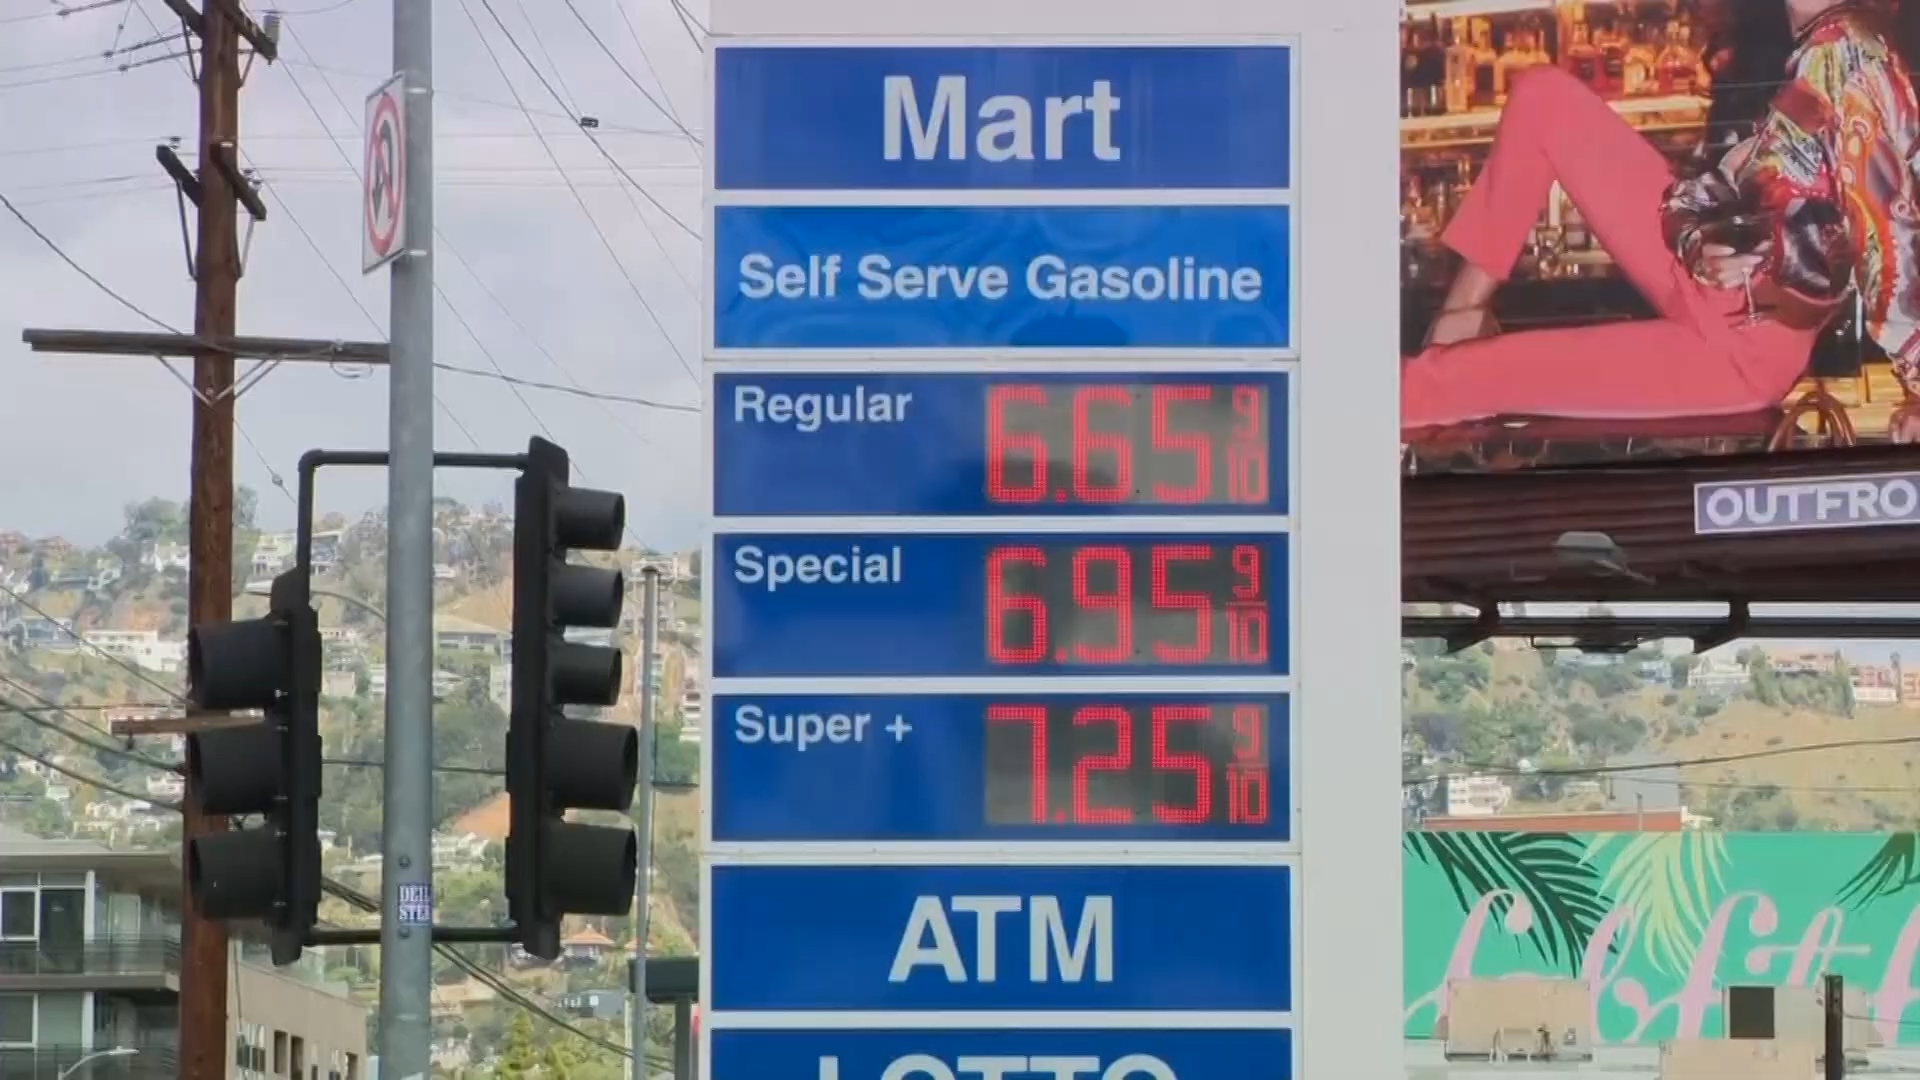 Mart
Self Serve Gasoline
Regular 6.65 9/10
Special 6.95 9/10
Super + 7.25 9/10
ATM
LOTTO
OUTFRO